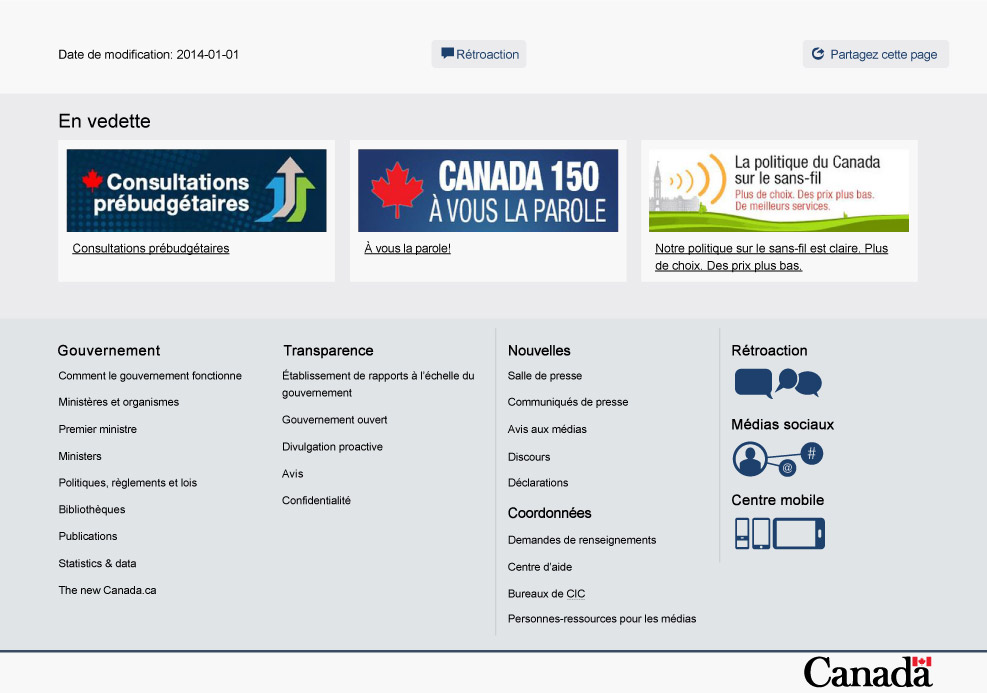 Date de modification: 2014-01-01
Rétroaction
Partagez cette page
En vedette
Consultations
prébudgétaires
Consultations prébudgétaires
CANADA 150
À VOUS LA PAROLE
À vous la parole!
La politique du Canada
sur le sans-fil
Plus de choix. Des prix plus bas.
De meilleurs services.
Notre politique sur le sans-fil est claire. Plus
de choix. Des prix plus bas.
Gouvernement
Comment le gouvernement fonctionne
Ministères et organismes
Premier ministre
Ministers
Politiques, règlements et lois
Bibliothèques
Publications
Statistics & data
The new Canada.ca
Transparence
Établissement de rapports à l'échelle du
gouvernement
Gouvernement ouvert
Divulgation proactive
Avis
Confidentialité
Nouvelles
Salle de presse
Communiqués de presse
Avis aux médias
Discours
Déclarations
Coordonnées
Demandes de renseignements
Centre d'aide
Bureaux de CIC
Personnes-ressources pour les médias
Rétroaction
Médias sociaux
@ #
Centre mobile
Canada